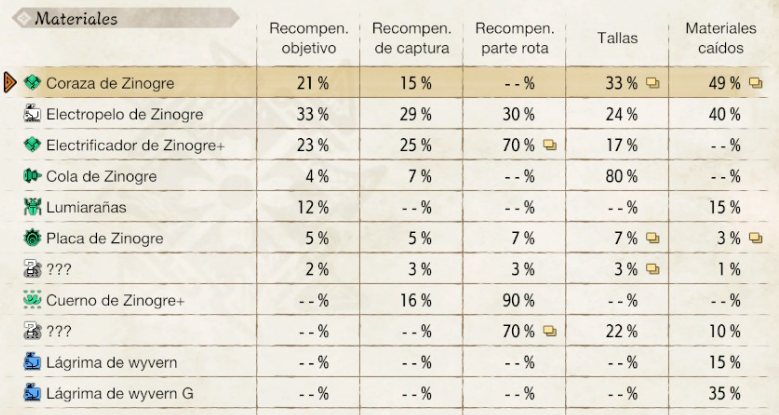 Materiales
Recompen. objetivo Recompen. de captura Recompen. parte rota Tallas Materiales caídos
Coraza de Zinogre 21 % 15 % - - % 33 % 49 %
Electropelo de Zinogre 33 % 29 % 30 % 24 % 40 %
Electrificador de Zinogre+ 23 % 25 % 70 % 17 % - - %
Cola de Zinogre 4 % 7 % - - % 80 % - - %
Lumiarañas 12 % - - % - - % - - % 15 %
Placa de Zinogre 5 % 5 % 7 % 7 % 3 %
??? 2 % 3 % 3 % 3 % 1 %
Cuerno de Zinogre+ - - % 16 % 90 % - - % - - %
??? - - % - - % 70 % 22 % 10 %
Lágrima de wyvern - - % - - % - - % - - % 15 %
Lágrima de wyvern G - - % - - % - - % - - % 35 %